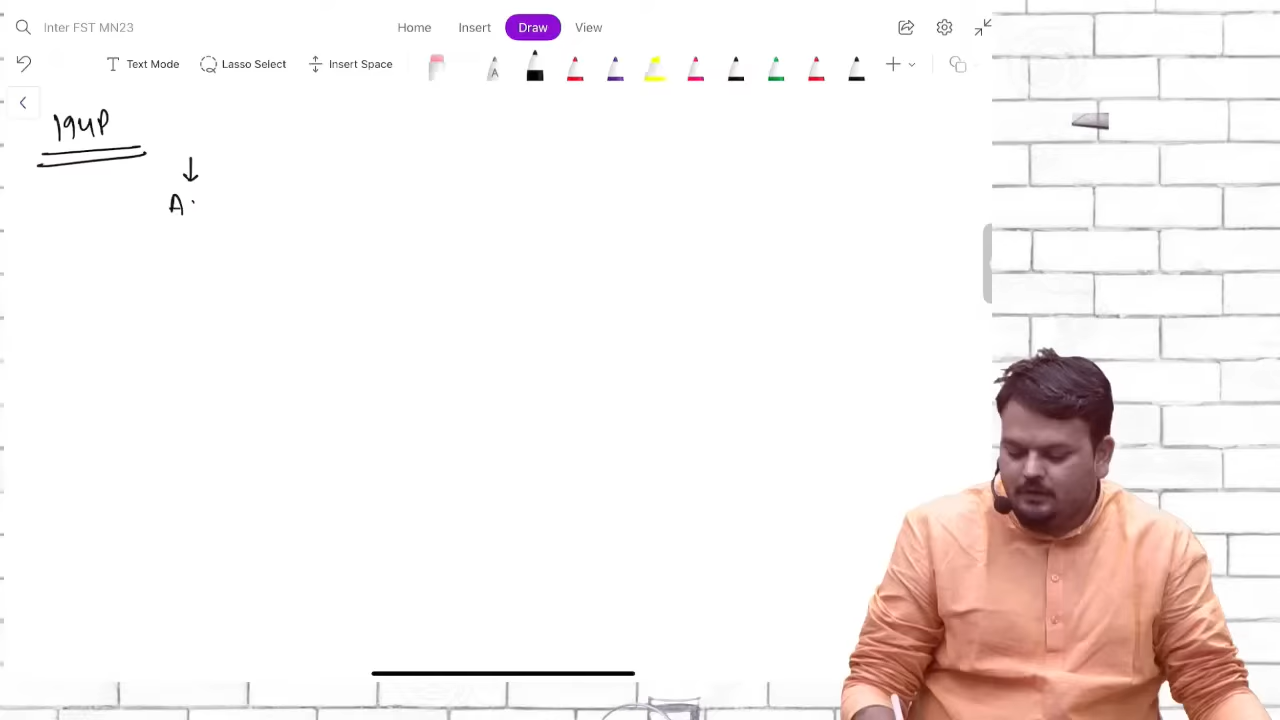 Inter FST MN23
Home Insert Draw View
Text Mode Lasso Select Insert Space
A
194P
A.